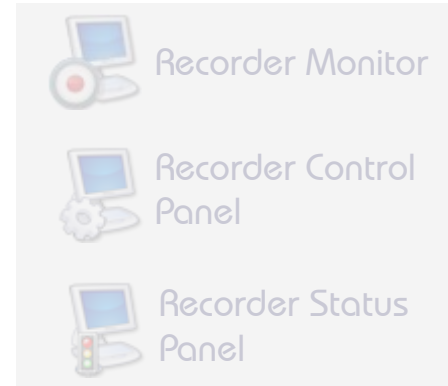 Recorder Monitor
Recorder Control
Panel
Recorder Status
Panel